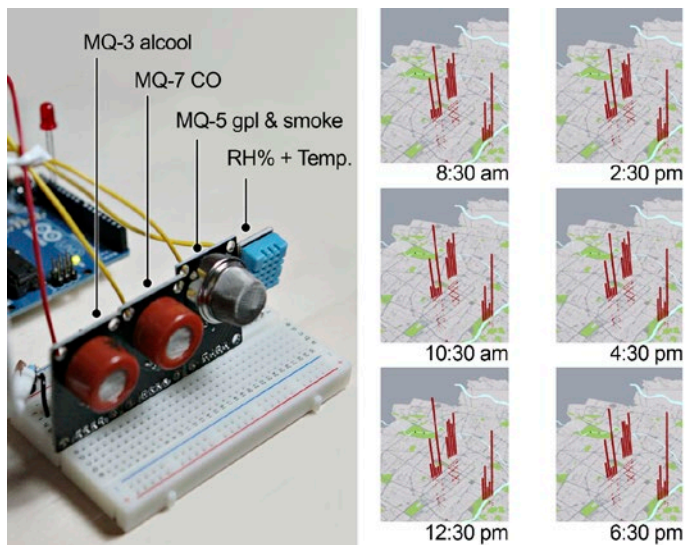 MQ-3 alcool
MQ-7 CO
MQ-5 gpl & smoke
RH% + Temp.
8:30 am
2:30 pm
10:30 am
4:30 pm
12:30 pm
6:30 pm